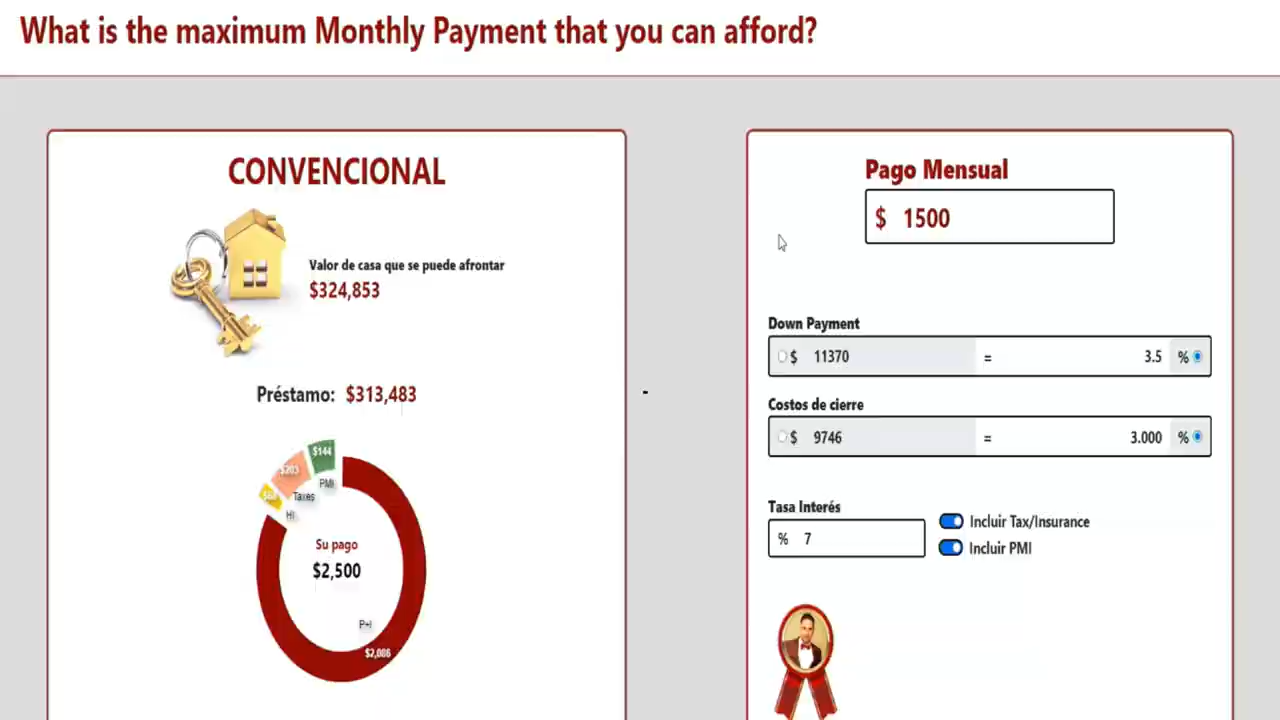 What is the maximum Monthly Payment that you can afford?
CONVENCIONAL
Valor de casa que se puede afrontar
$324,853
Préstamo: $313,483
$144
$203
PMI
Taxes
HI
Su pago
$2,500
P+I
$2,086
Pago Mensual
$ 1500
Down Payment
$ 11370 = 3.5 %
Costos de cierre
$ 9746 = 3.000 %
Tasa Interés
% 7
Incluir Tax/Insurance
Incluir PMI